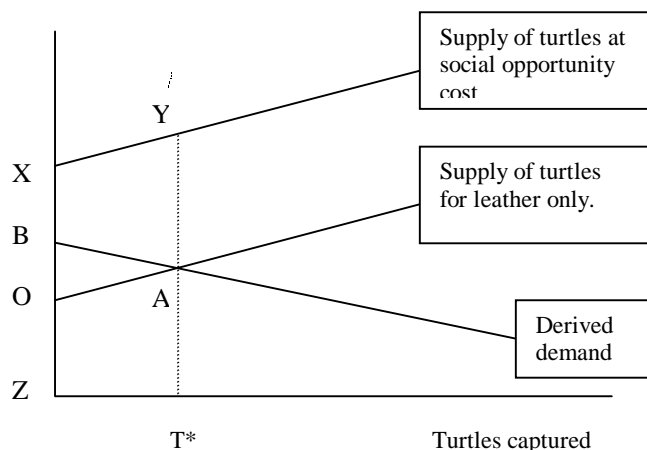 Supply of turtles at
social opportunity
cost
Y
X
Supply of turtles
for leather only.
B
O
A
Derived
demand
Z
T*
Turtles captured